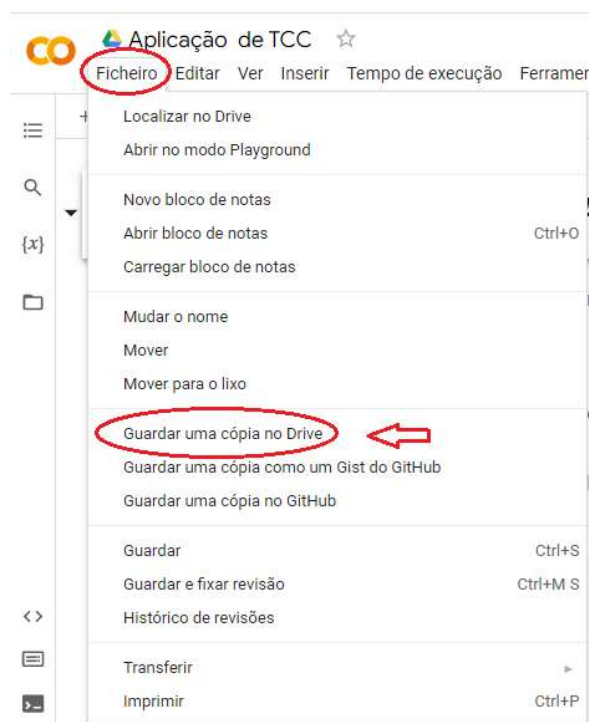 CO
Aplicação de TCC
Ficheiro Editar Ver Inserir Tempo de execução
Localizar no Drive
Abrir no modo Playground
Novo bloco de notas
Abrir bloco de notas Ctrl+O
{x}
Carregar bloco de notas
Mudar o nome
Mover
Mover para o lixo
Guardar uma cópia no Drive
Guardar uma cópia como um Gist do GitHub
Guardar uma cópia no GitHub
Guardar Ctrl+S
Guardar e fixar revisão Ctrl+M S
Histórico de revisões
Transferir
Imprimir Ctrl+P